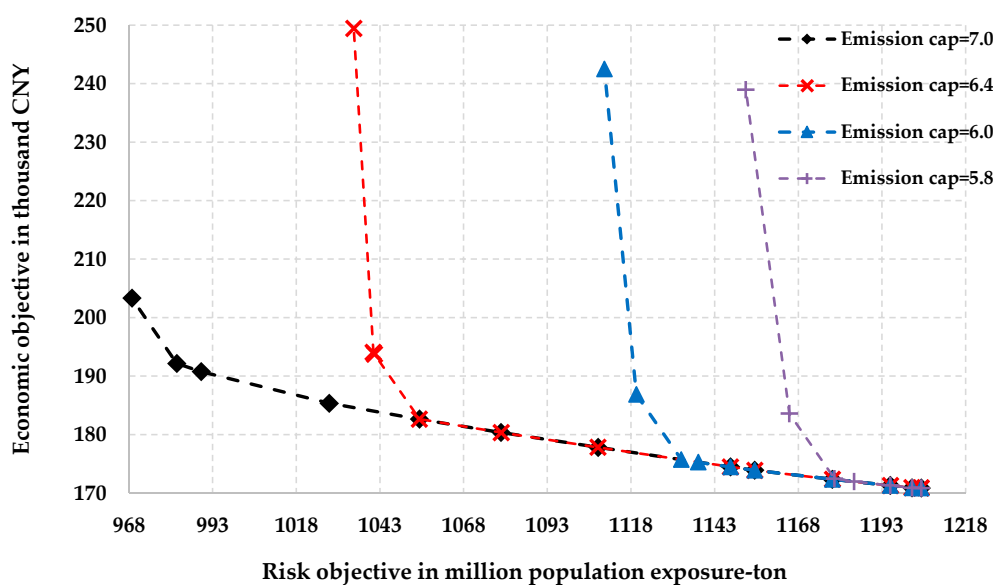 Economic objective in thousand CNY
250
240
230
220
210
200
190
180
170
968 993 1018 1043 1068 1093 1118 1143 1168 1193 1218
Risk objective in million population exposure-ton
Emission cap=7.0
Emission cap=6.4
Emission cap=6.0
Emission cap=5.8